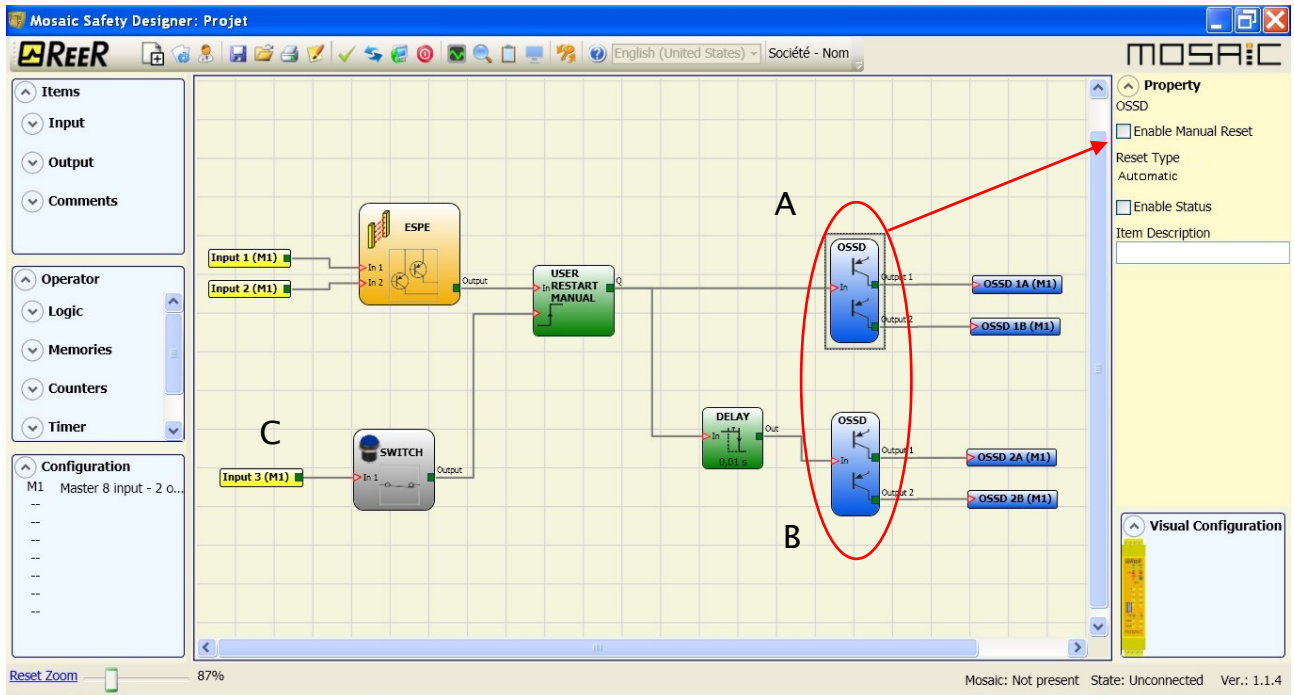 Mosaic Safety Designer: Projet
REER
English (United States)
Société - Nom
MOSAIC
Items
Input
Output
Comments
Operator
Logic
Memories
Counters
Timer
Configuration
M1 Master 8 input - 2 o...
--
--
--
--
--
--
--
Input 1 (M1)
Input 2 (M1)
ESPE
In 1
In 2
Output
USER
RESTART
MANUAL
In
Q
A
OSSD
In
Output 1
Output 2
OSSD 1A (M1)
OSSD 1B (M1)
C
Input 3 (M1)
SWITCH
In 1
Output
DELAY
In
Out
0,01 s
OSSD
In
Output 1
Output 2
OSSD 2A (M1)
OSSD 2B (M1)
B
Property
OSSD
Enable Manual Reset
Reset Type
Automatic
Enable Status
Item Description
Visual Configuration
Reset Zoom
87%
Mosaic: Not present State: Unconnected Ver.: 1.1.4